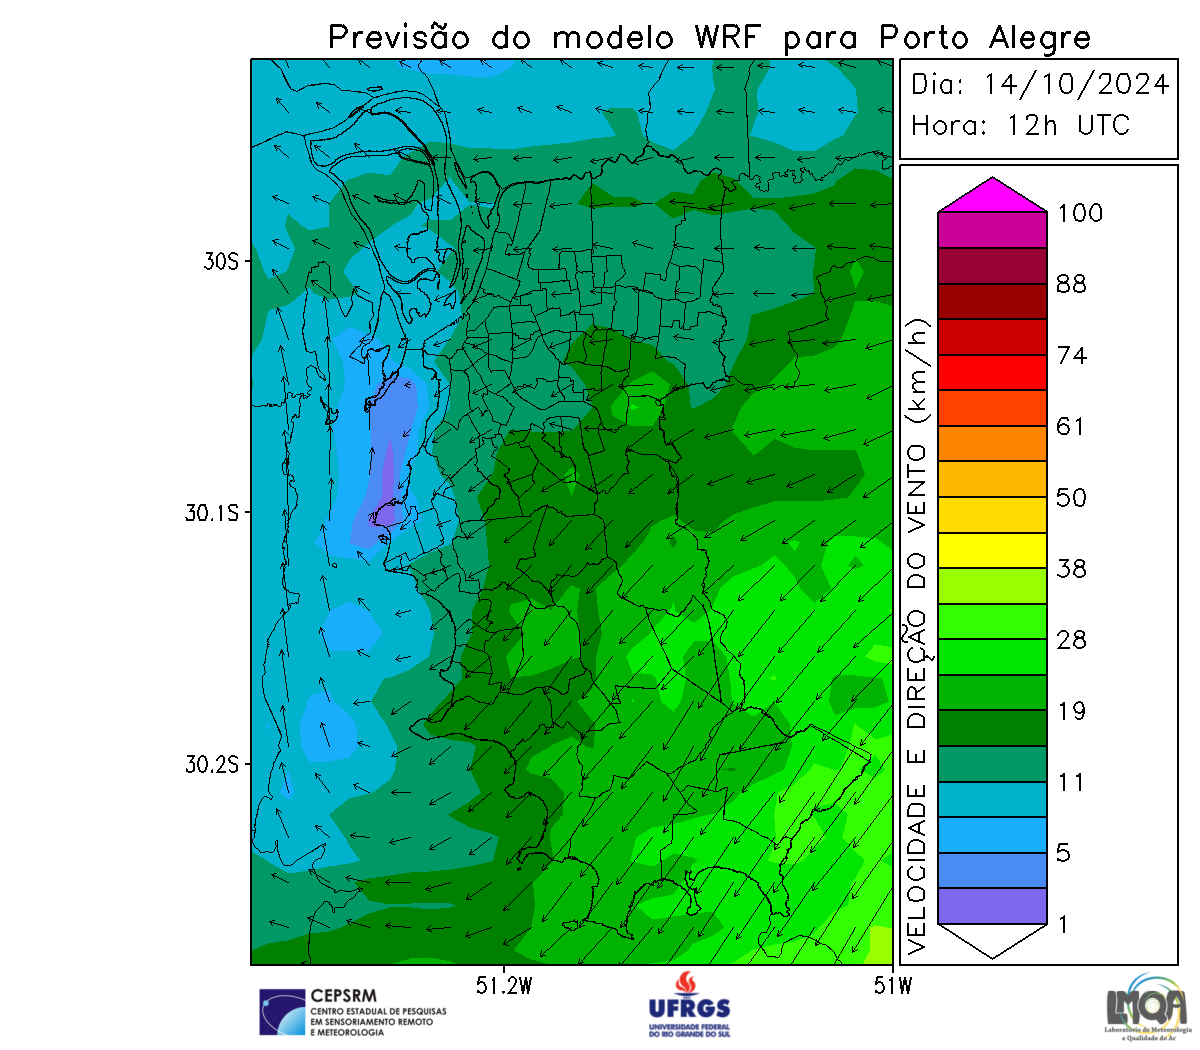 Previsão do modelo WRF para Porto Alegre
Dia: 14/10/2024
Hora: 12h UTC
30S
30.1S
30.2S
51.2W
51W
VELOCIDADE E DIREÇÃO DO VENTO (km/h)
100
88
74
61
50
38
28
19
11
5
1
CEPSRM
CENTRO ESTADUAL DE PESQUISAS
EM SENSORIAMENTO REMOTO
E METEOROLOGIA
UFRGS
UNIVERSIDADE FEDERAL
DO RIO GRANDE DO SUL
LMQA
Laboratório de Meteorologia
e Qualidade do Ar